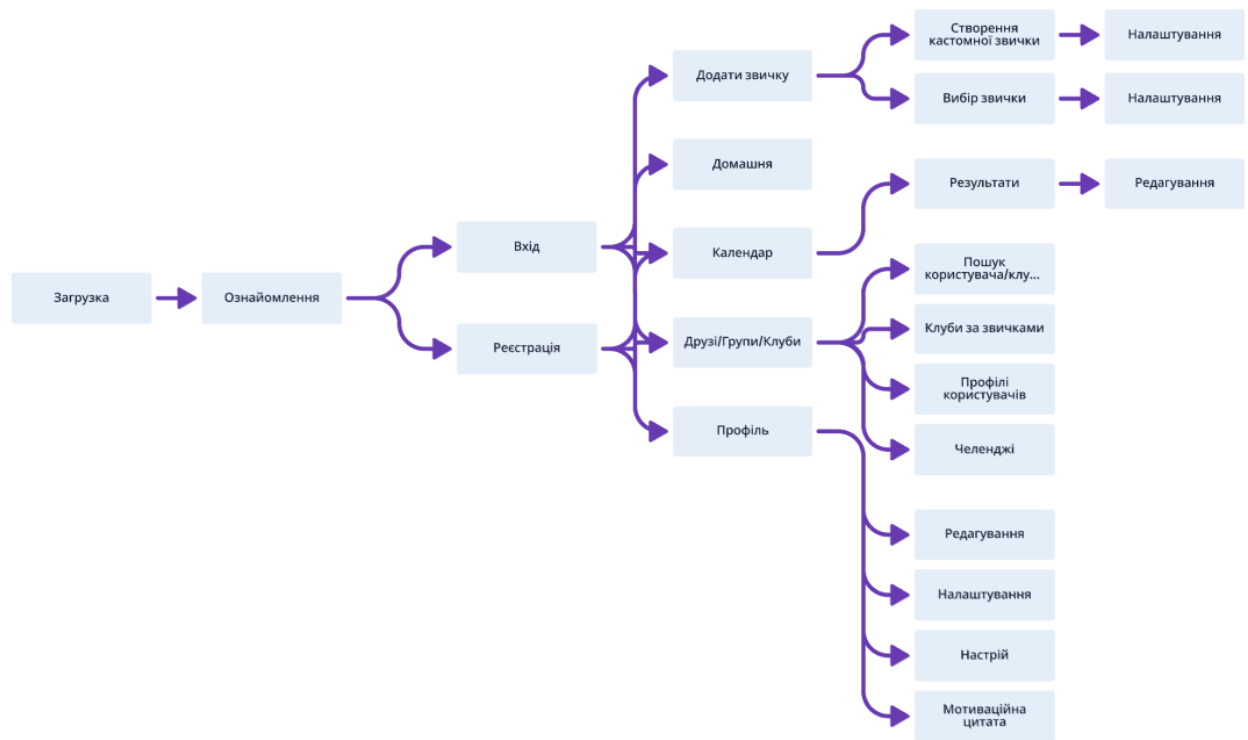 Створення
кастомної звички
Налаштування
Додати звичку
Вибір звички
Налаштування
Домашня
Результати
Редагування
Вхід
Календар
Пошук
користувача/клу...
Загрузка
Ознайомлення
Клуби за звичками
Реєстрація
Друзі/Групи/Клуби
Профілі
користувачів
Профіль
Челенджі
Редагування
Налаштування
Настрій
Мотиваційна
цитата